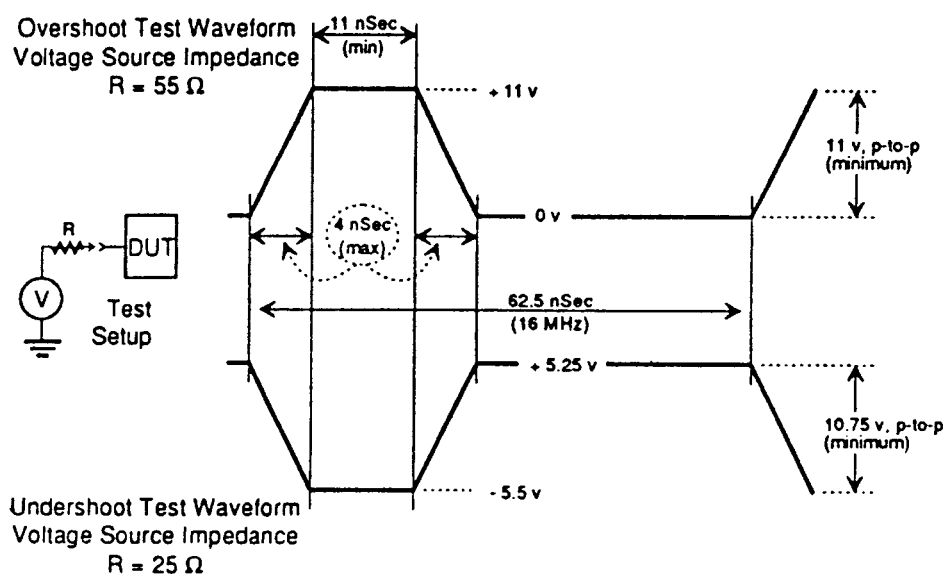 Overshoot Test Waveform
Voltage Source Impedance
R = 55 Ω
11 nSec
(min)
+ 11 v
11 v, p-to-p
(minimum)
0 v
4 nSec
(max)
R
DUT
V
Test
Setup
62.5 nSec
(16 MHz)
+ 5.25 v
10.75 v, p-to-p
(minimum)
- 5.5 v
Undershoot Test Waveform
Voltage Source Impedance
R = 25 Ω